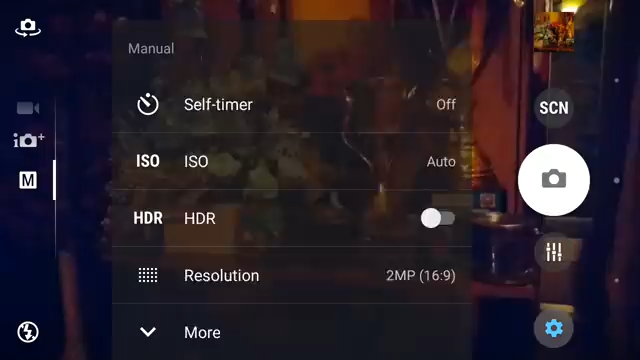 Manual
Self-timer Off
ISO ISO Auto
HDR HDR
Resolution 2MP (16:9)
More
SCN
i+
M